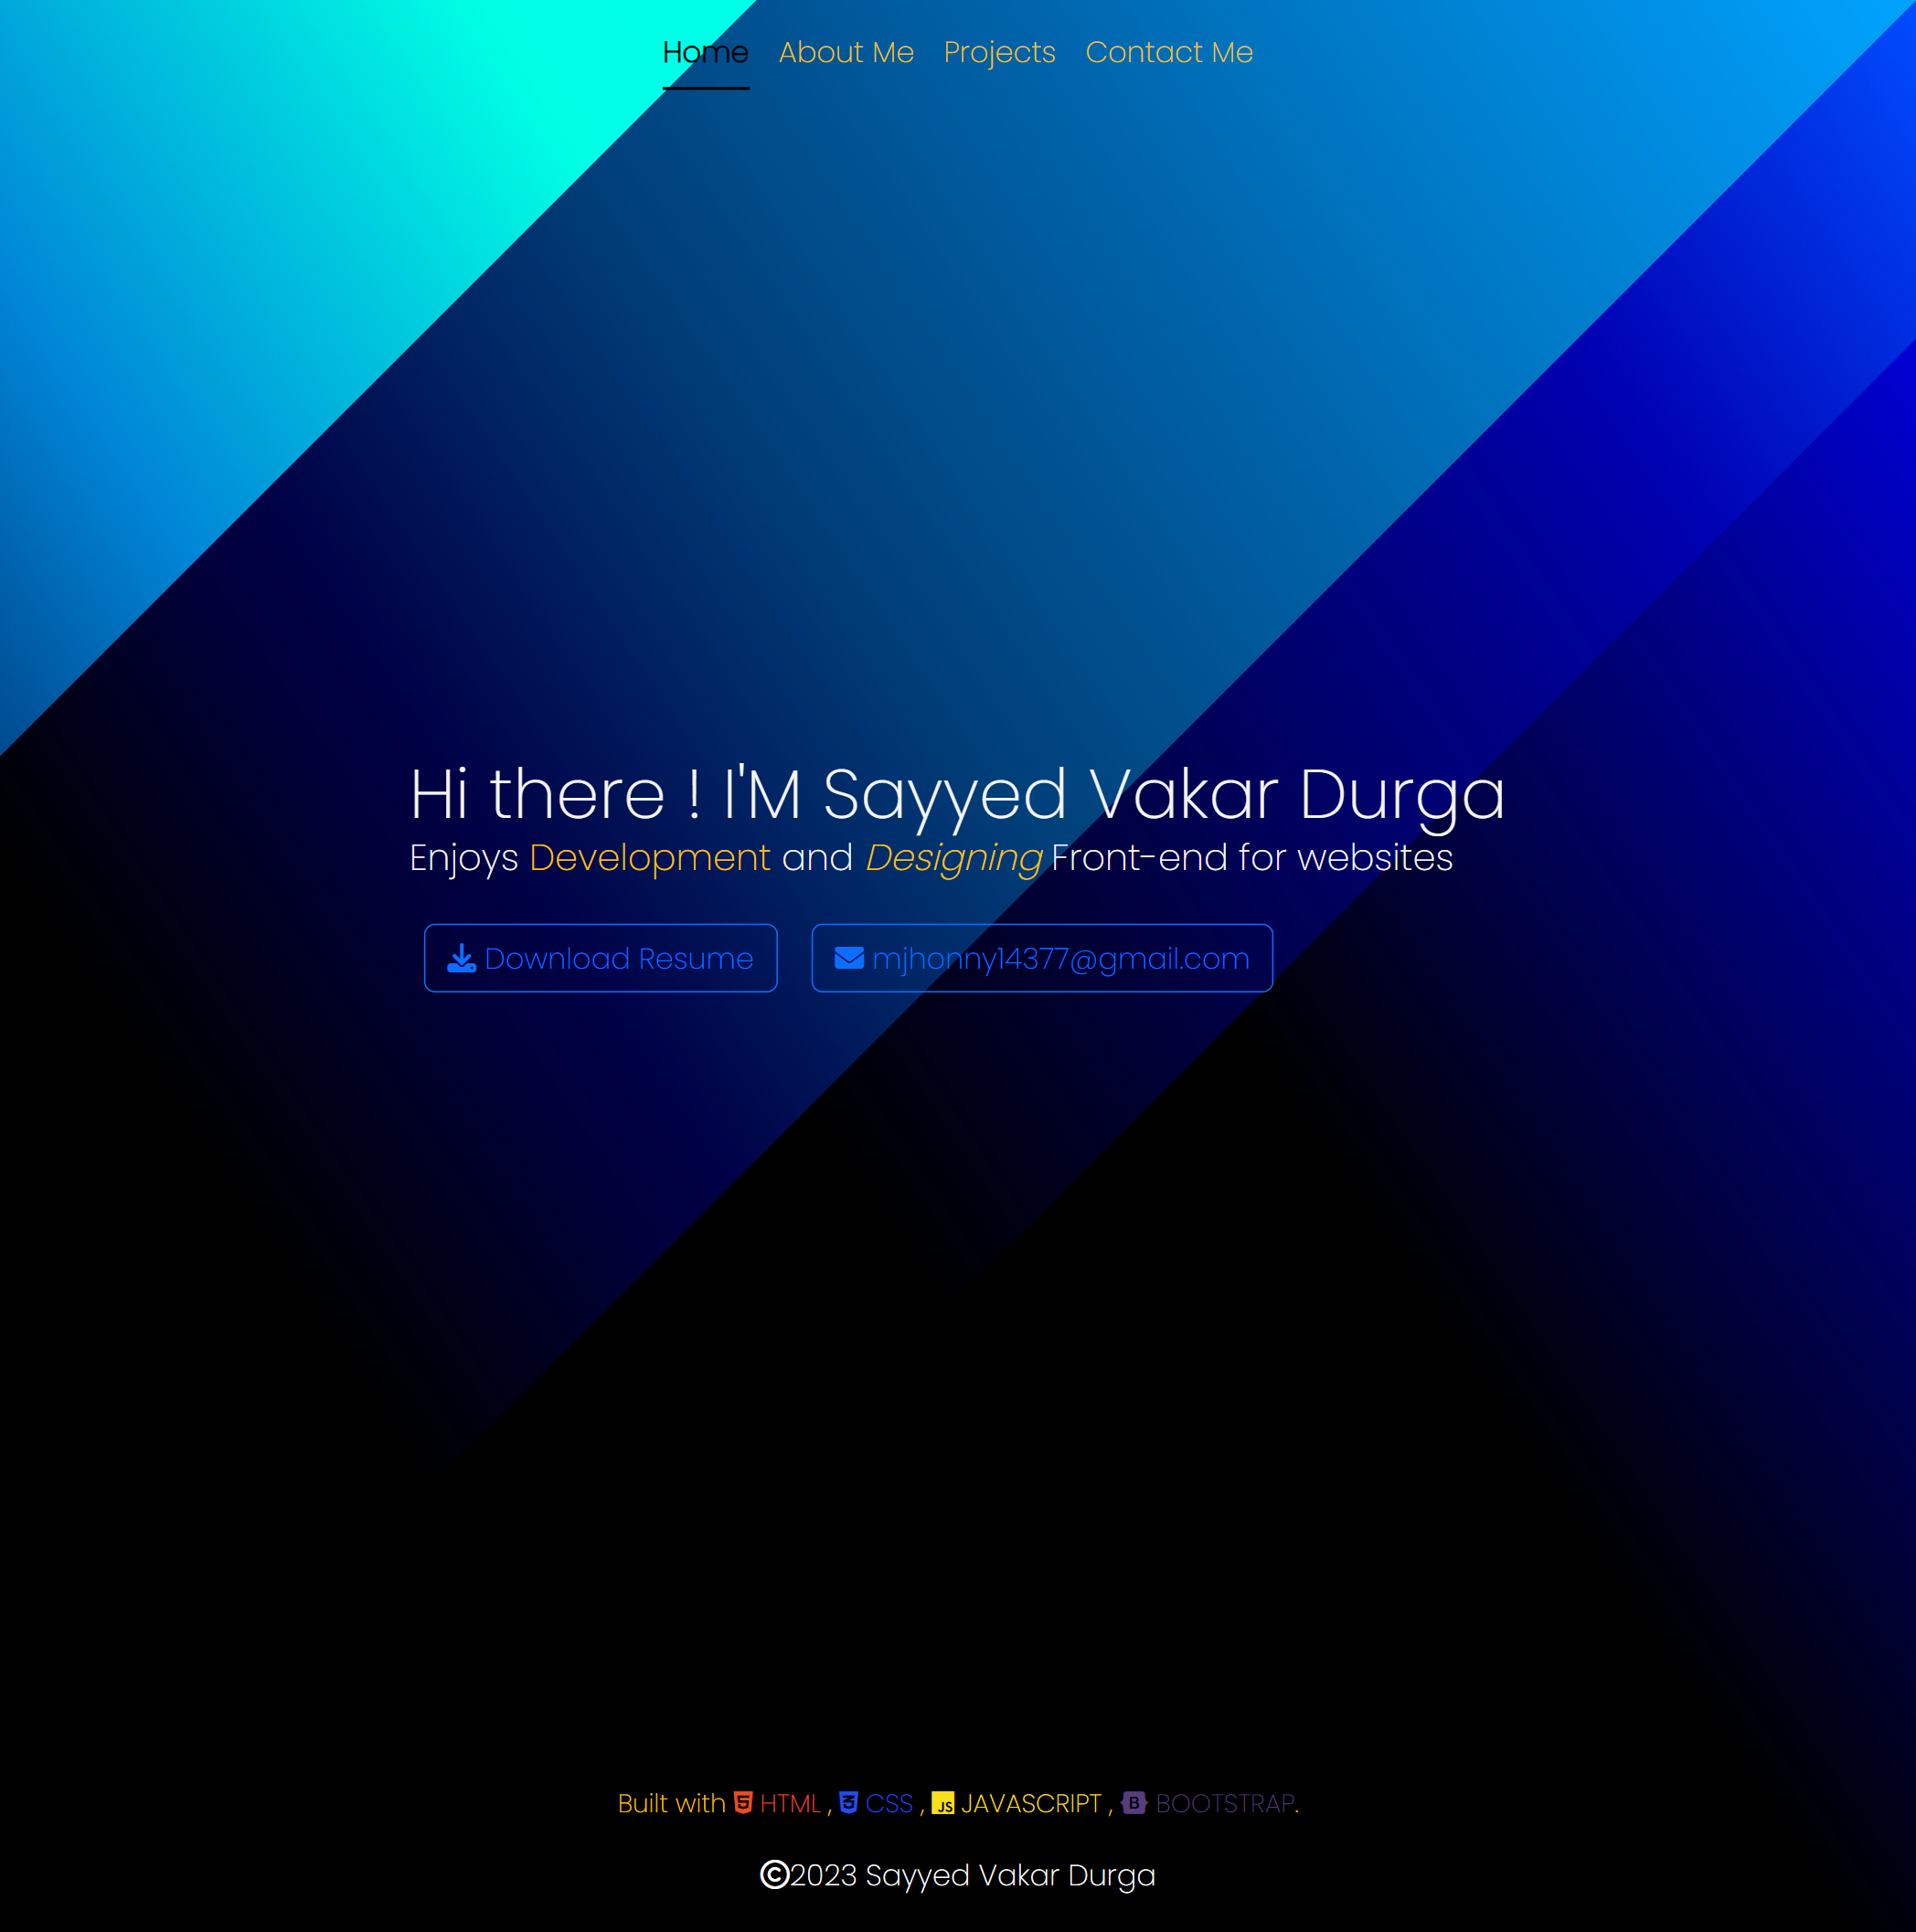 Home About Me Projects Contact Me
Hi there ! I'M Sayyed Vakar Durga
Enjoys Development and Designing Front-end for websites
Download Resume mjhonny14377@gmail.com
Built with HTML , CSS , JS JAVASCRIPT , B BOOTSTRAP.
©2023 Sayyed Vakar Durga